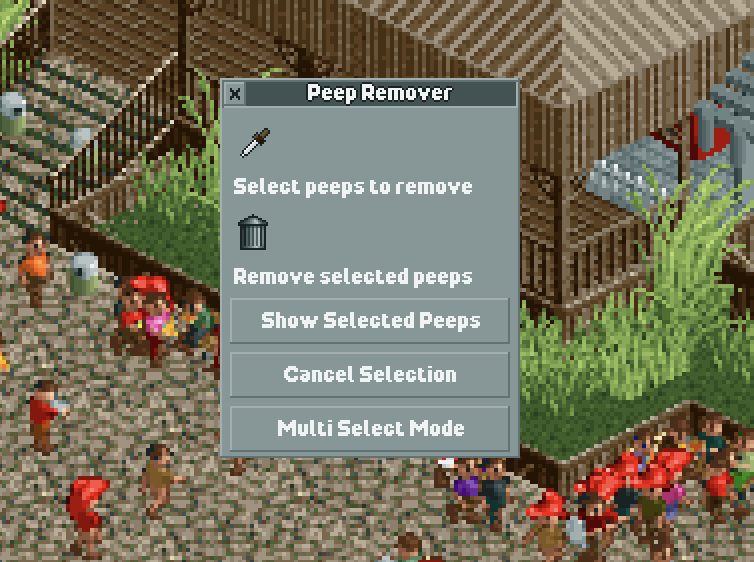 Peep Remover
Select peeps to remove
Remove selected peeps
Show Selected Peeps
Cancel Selection
Multi Select Mode